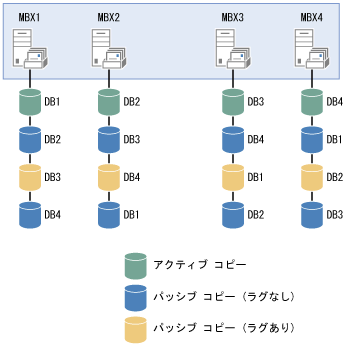 MBX1 MBX2 MBX3 MBX4
DB1 DB2 DB3 DB4
DB2 DB3 DB4 DB1
DB3 DB4 DB1 DB2
DB4 DB1 DB2 DB3
アクティブ コピー
パッシブ コピー (ラグなし)
パッシブ コピー (ラグあり)